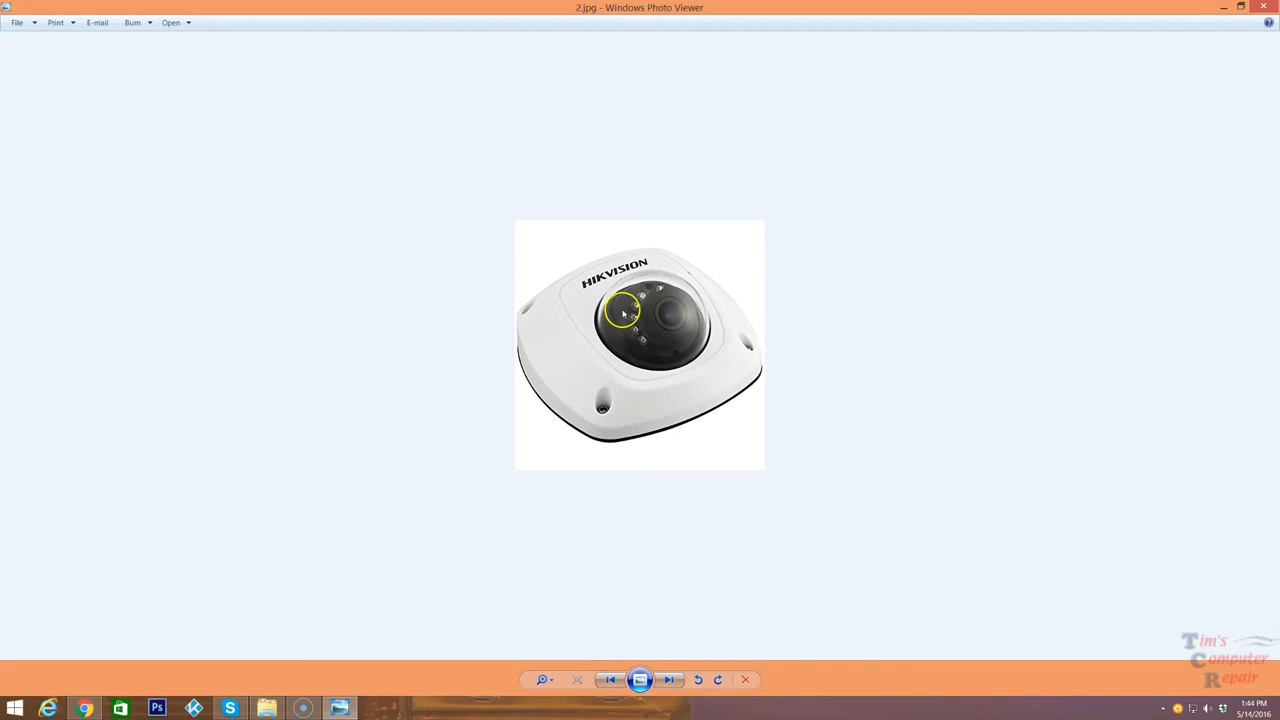 2.jpg - Windows Photo Viewer
File Print E-mail Burn Open
HIKVISION
Tim's
Computer
Repair
Ps
1:44 PM
5/14/2016